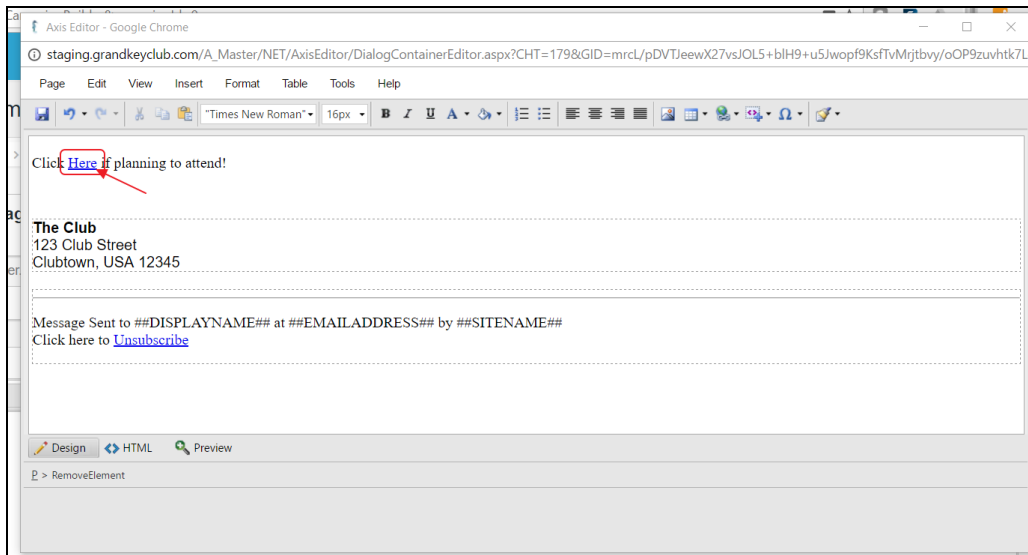 Axis Editor - Google Chrome
staging.grandkeyclub.com/A_Master/NET/AxisEditor/DialogContainerEditor.aspx?CHT=179&GID=mrcL/pDVTJeewX27vsJOL5+blH9+u5Jwopf9KsfTvMrjtbvy/oOP9zuvhtk7L
Page Edit View Insert Format Table Tools Help
"Times New Roman" 16px B I U A Ω
Click Here if planning to attend!
The Club
123 Club Street
Clubtown, USA 12345
Message Sent to ##DISPLAYNAME## at ##EMAILADDRESS## by ##SITENAME##
Click here to Unsubscribe
Design HTML Preview
P > RemoveElement